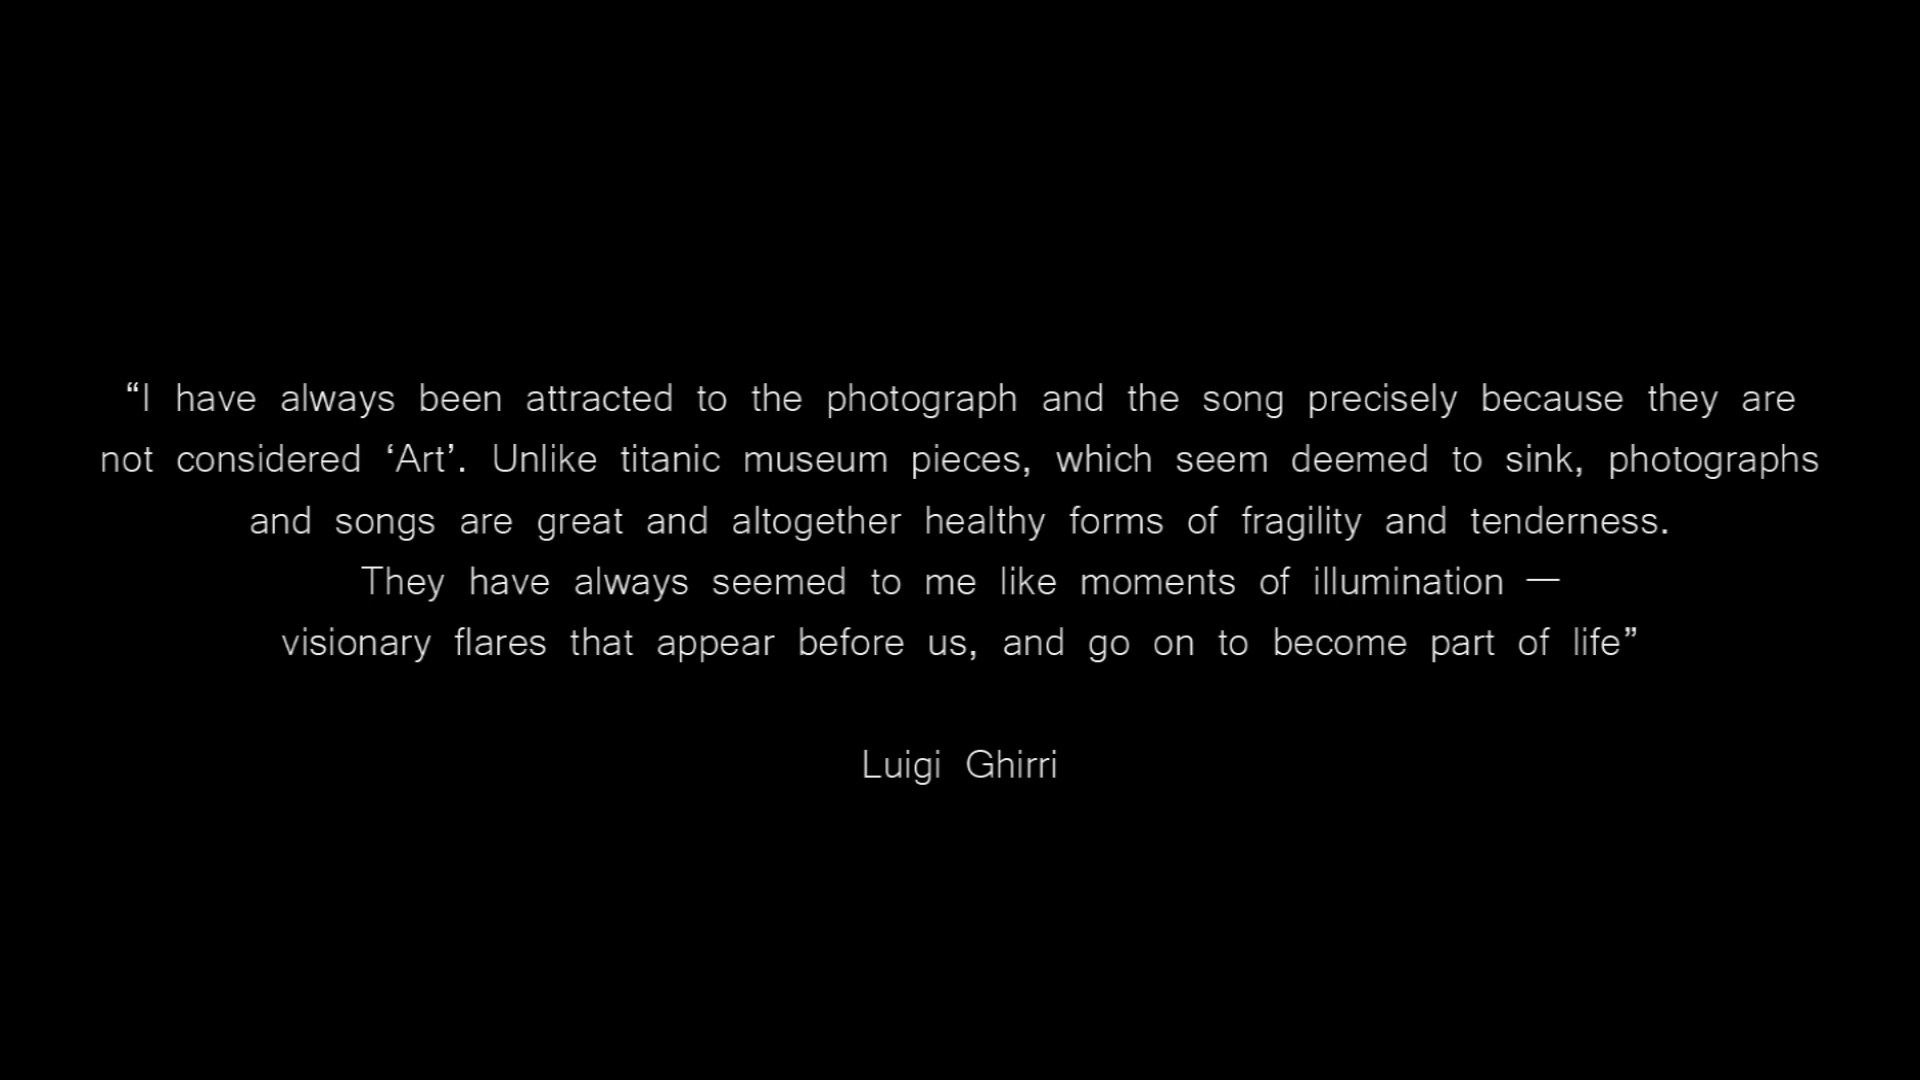 “I have always been attracted to the photograph and the song precisely because they are
not considered ‘Art’. Unlike titanic museum pieces, which seem deemed to sink, photographs
and songs are great and altogether healthy forms of fragility and tenderness.
They have always seemed to me like moments of illumination —
visionary flares that appear before us, and go on to become part of life”
Luigi Ghirri